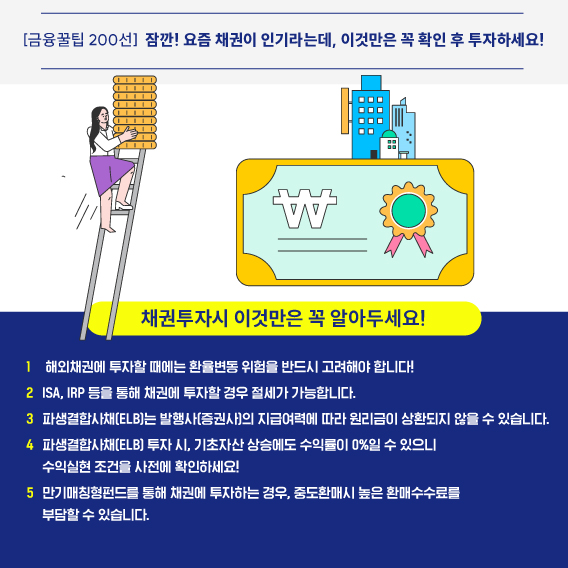 [금융꿀팁 200선] 잠깐! 요즘 채권이 인기라는데, 이것만은 꼭 확인 후 투자하세요!
₩
채권투자시 이것만은 꼭 알아두세요!
1 해외채권에 투자할 때에는 환율변동 위험을 반드시 고려해야 합니다!
2 ISA, IRP 등을 통해 채권에 투자할 경우 절세가 가능합니다.
3 파생결합사채(ELB)는 발행사(증권사)의 지급여력에 따라 원리금이 상환되지 않을 수 있습니다.
4 파생결합사채(ELB) 투자 시, 기초자산 상승에도 수익률이 0%일 수 있으니
수익실현 조건을 사전에 확인하세요!
5 만기매칭형펀드를 통해 채권에 투자하는 경우, 중도환매시 높은 환매수수료를
부담할 수 있습니다.